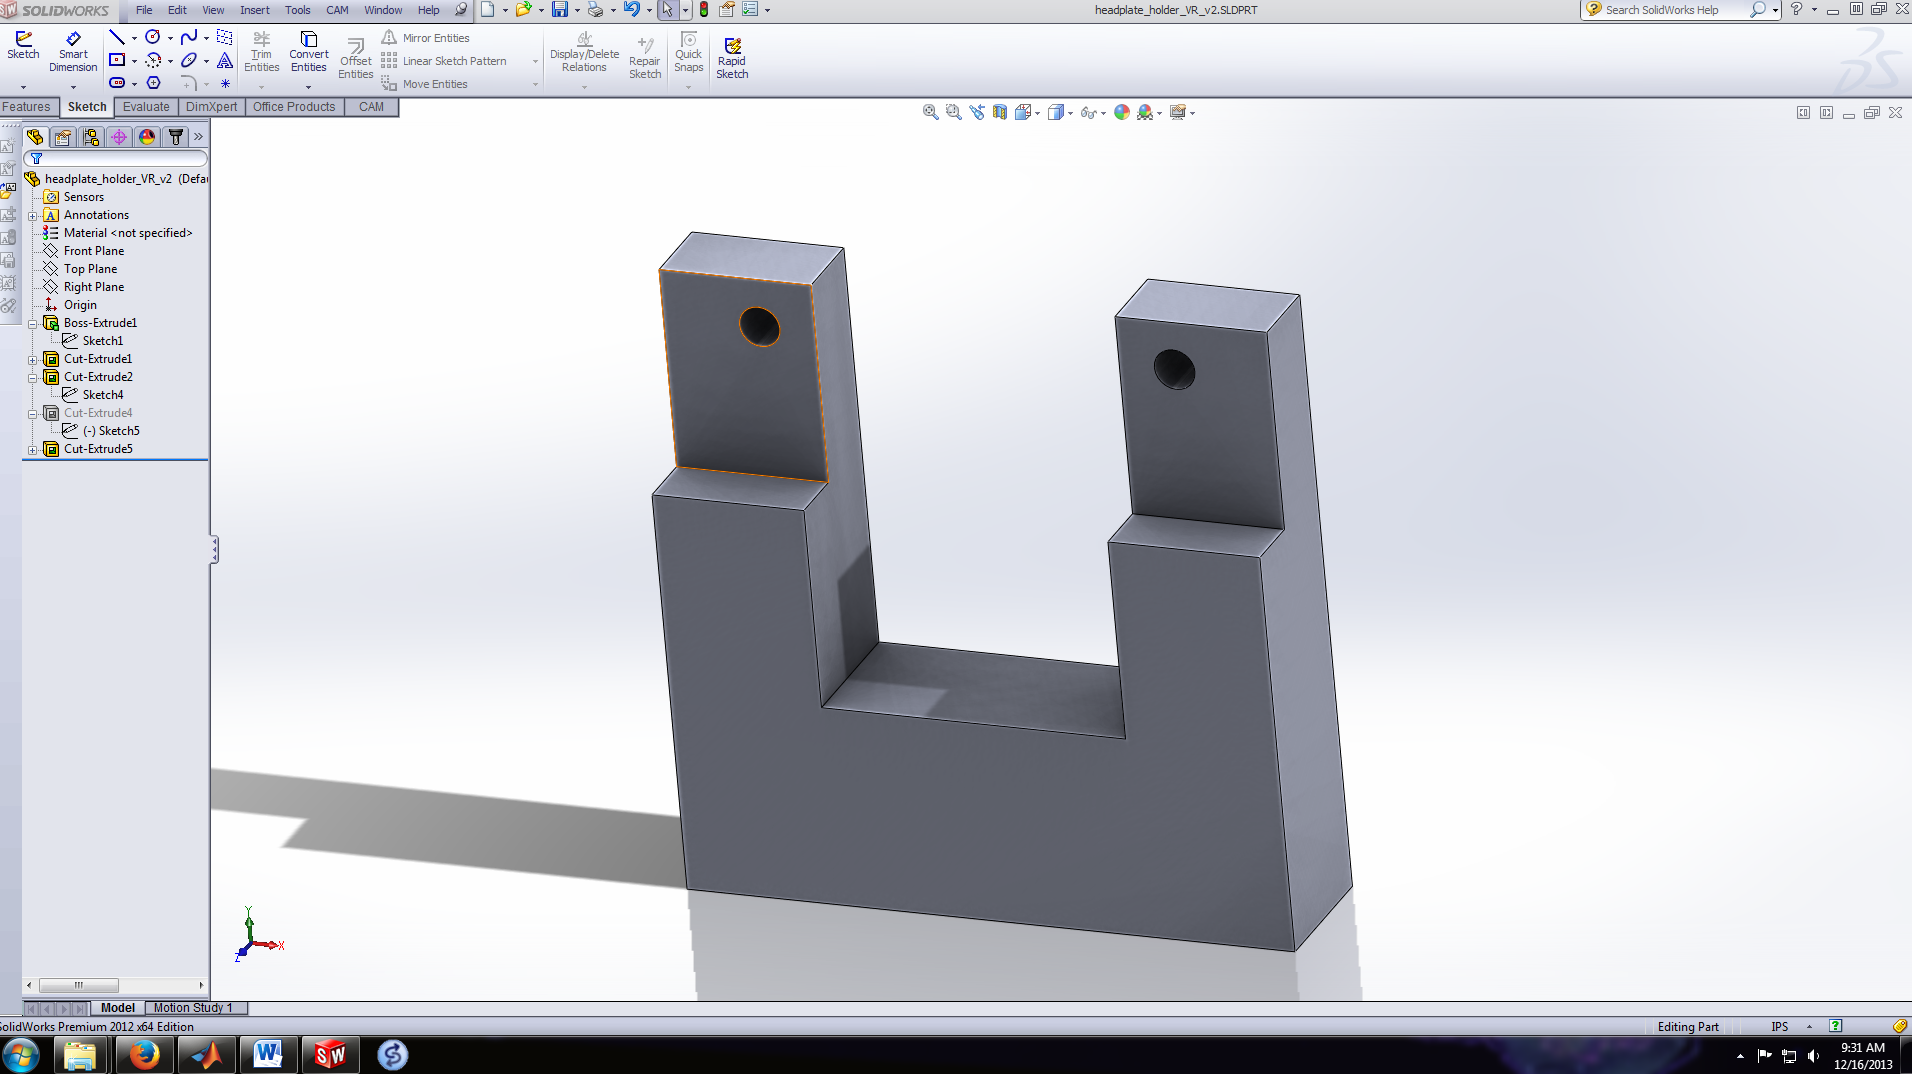 SOLIDWORKS File Edit View Insert Tools CAM Window Help headplate_holder_VR_v2.SLDPRT Search SolidWorks Help
Sketch Smart Dimension Trim Entities Convert Entities Offset Entities Mirror Entities Linear Sketch Pattern Move Entities Display/Delete Relations Repair Sketch Quick Snaps Rapid Sketch
Features Sketch Evaluate DimXpert Office Products CAM
headplate_holder_VR_v2 (Defau
Sensors
Annotations
Material <not specified>
Front Plane
Top Plane
Right Plane
Origin
Boss-Extrude1
Sketch1
Cut-Extrude1
Cut-Extrude2
Sketch4
Cut-Extrude4
(-) Sketch5
Cut-Extrude5
Y
X
Z
Model Motion Study 1
SolidWorks Premium 2012 x64 Edition Editing Part IPS
9:31 AM
12/16/2013